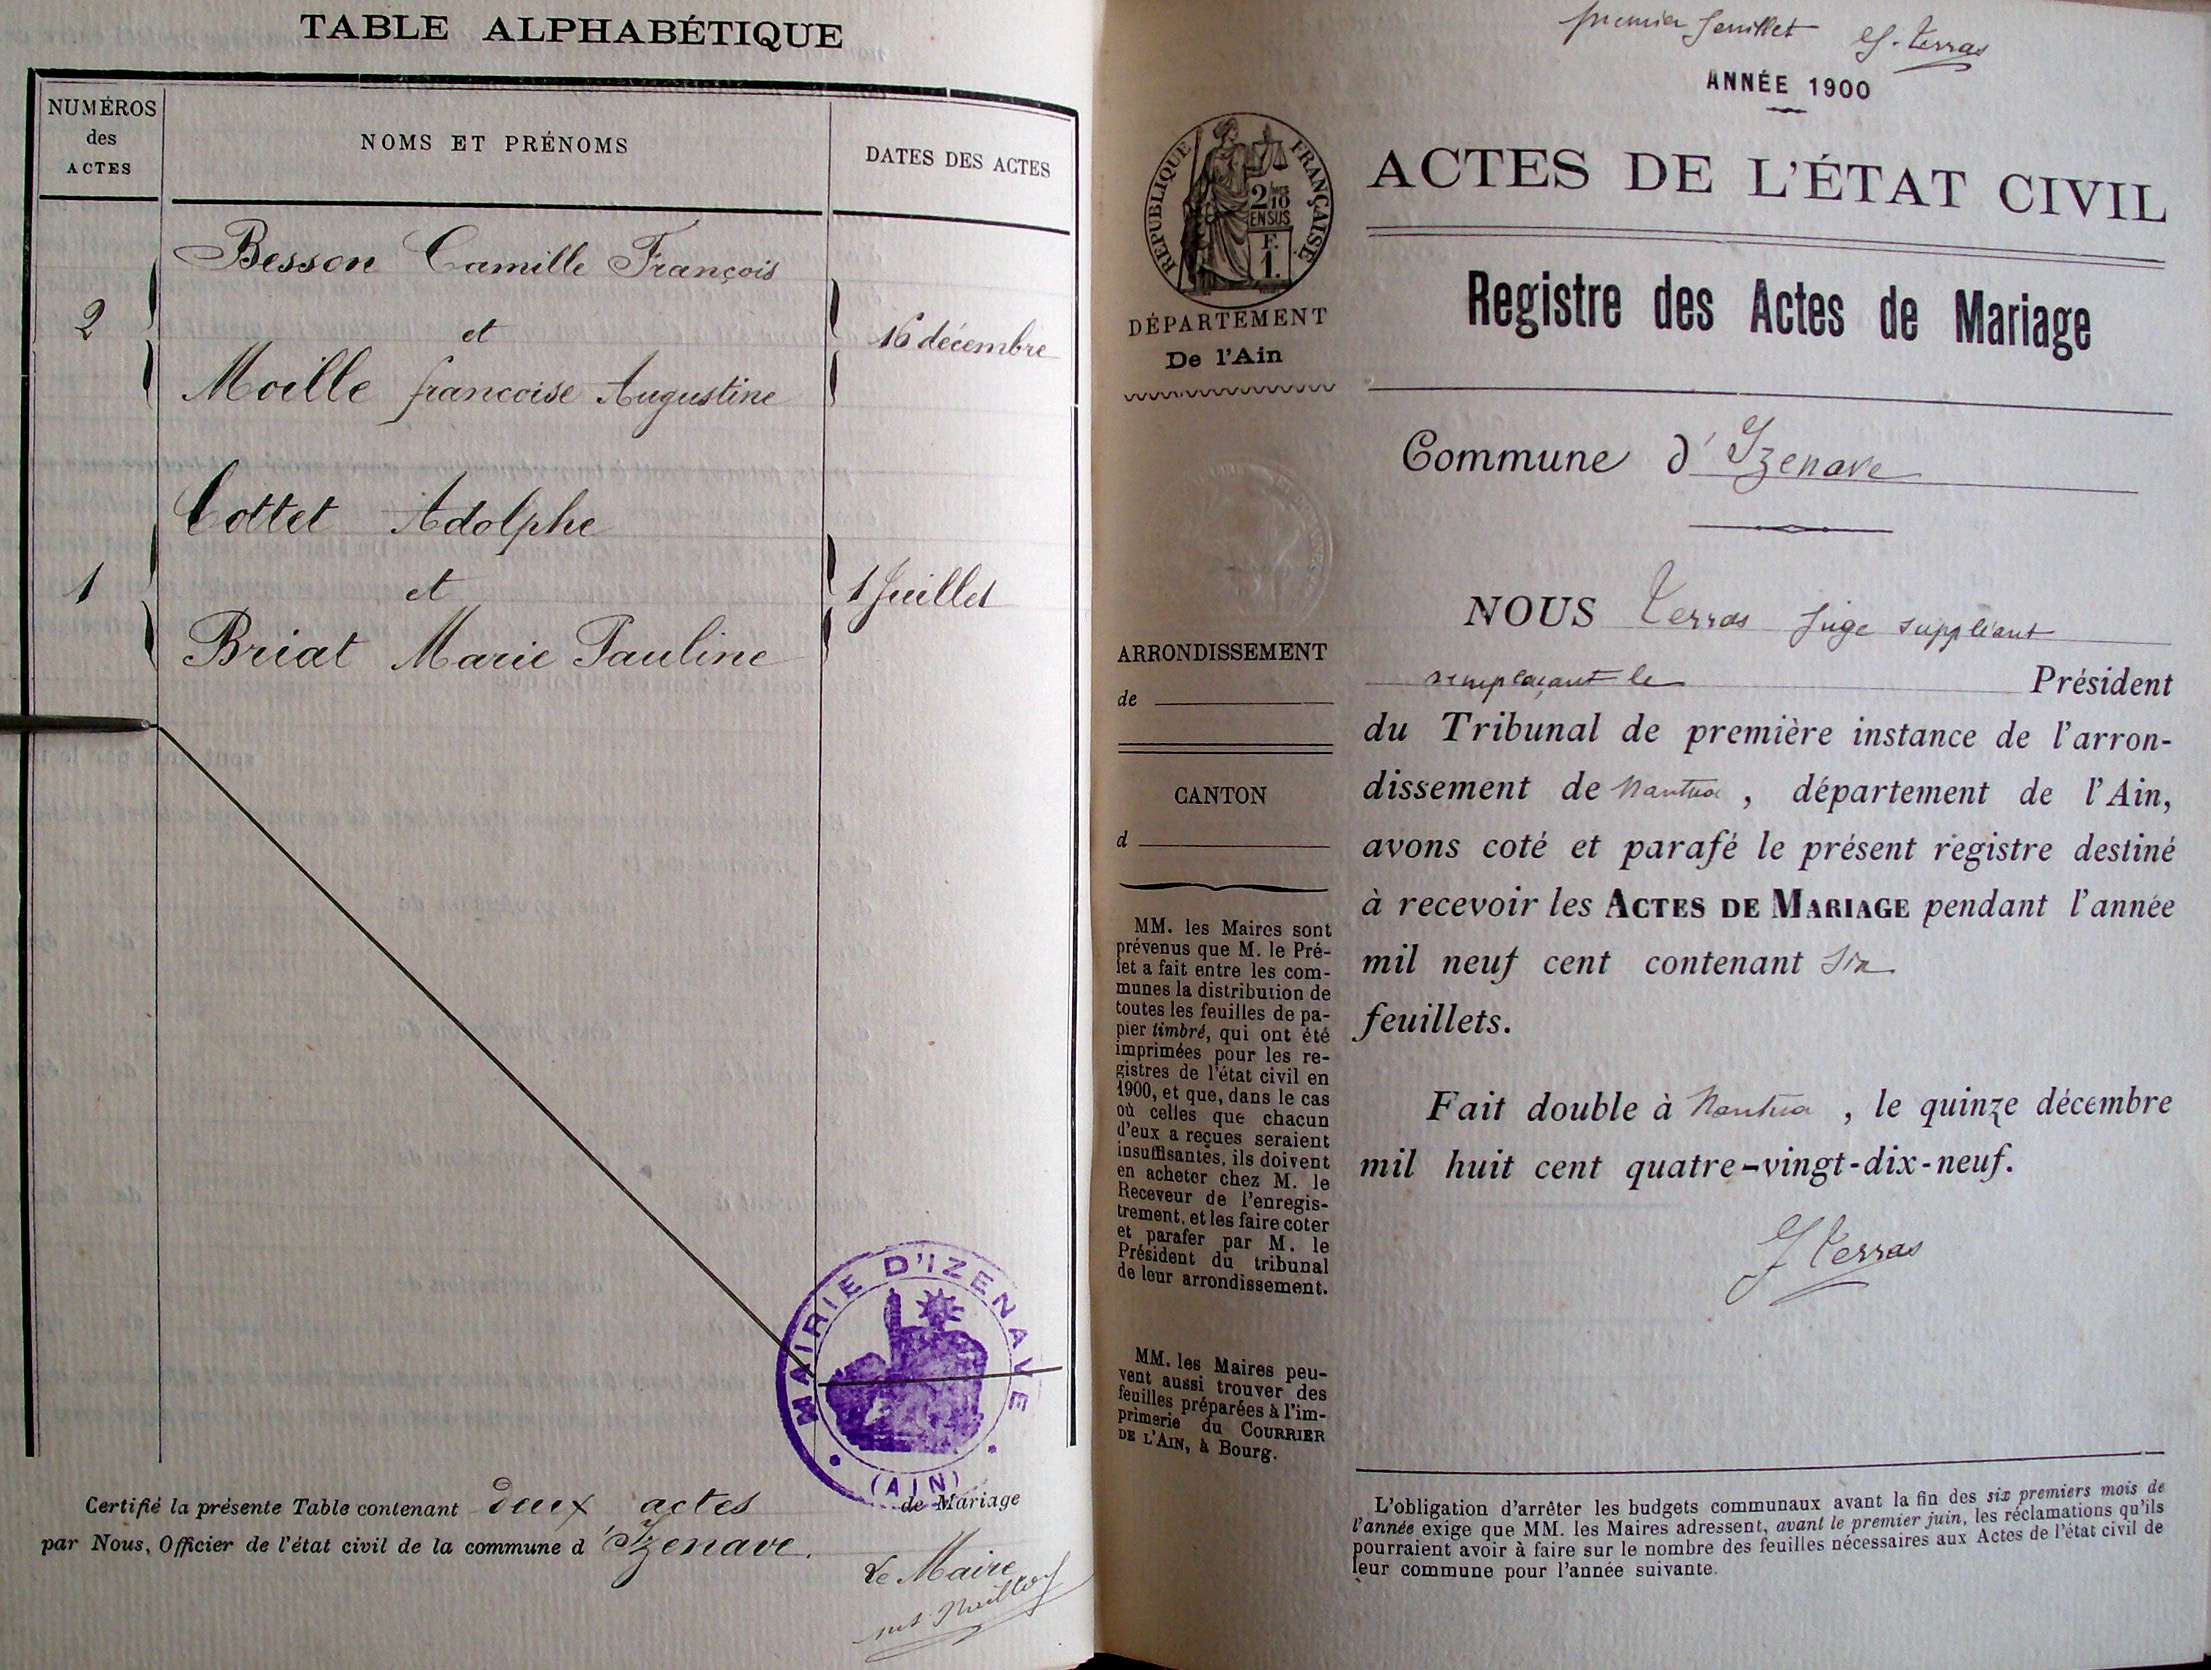 TABLE ALPHABÉTIQUE
NUMÉROS
des
ACTES
NOMS ET PRÉNOMS
DATES DES ACTES
Besson Camille François
2
et
16 décembre
Moille francoise Augustine
Cottet Adolphe
1
et
1 Juillet
Briat Marie Pauline
MAIRIE D'IZENAVE
(AIN)
Certifié la présente Table contenant deux actes de Mariage
par Nous, Officier de l'état civil de la commune d'Izenave.
Le Maire
premier feuillet Terras
ANNÉE 1900
RÉPUBLIQUE FRANÇAISE
2/10
EN SUS
F.
1.
DÉPARTEMENT
De l'Ain
ARRONDISSEMENT
de
CANTON
d
MM. les Maires sont
prévenus que M. le Pré-
fet a fait entre les com-
munes la distribution de
toutes les feuilles de pa-
pier timbré, qui ont été
imprimées pour les re-
gistres de l'état civil en
1900, et que, dans le cas
où celles que chacun
d'eux a reçues seraient
insuffisantes, ils doivent
en acheter chez M. le
Receveur de l'enregis-
trement, et les faire coter
et parafer par M. le
Président du tribunal
de leur arrondissement.
MM. les Maires peu-
vent aussi trouver des
feuilles préparées à l'im-
primerie du COURRIER
DE L'AIN, à Bourg.
ACTES DE L'ÉTAT CIVIL
Registre des Actes de Mariage
Commune d'Izenave
NOUS Terras juge suppléant
remplaçant le Président
du Tribunal de première instance de l'arron-
dissement de Nantua, département de l'Ain,
avons coté et parafé le présent registre destiné
à recevoir les ACTES DE MARIAGE pendant l'année
mil neuf cent contenant six
feuillets.
Fait double à Nantua, le quinze décembre
mil huit cent quatre-vingt-dix-neuf.
Terras
L'obligation d'arrêter les budgets communaux avant la fin des six premiers mois de
l'année exige que MM. les Maires adressent, avant le premier juin, les réclamations qu'ils
pourraient avoir à faire sur le nombre des feuilles nécessaires aux Actes de l'état civil de
leur commune pour l'année suivante.